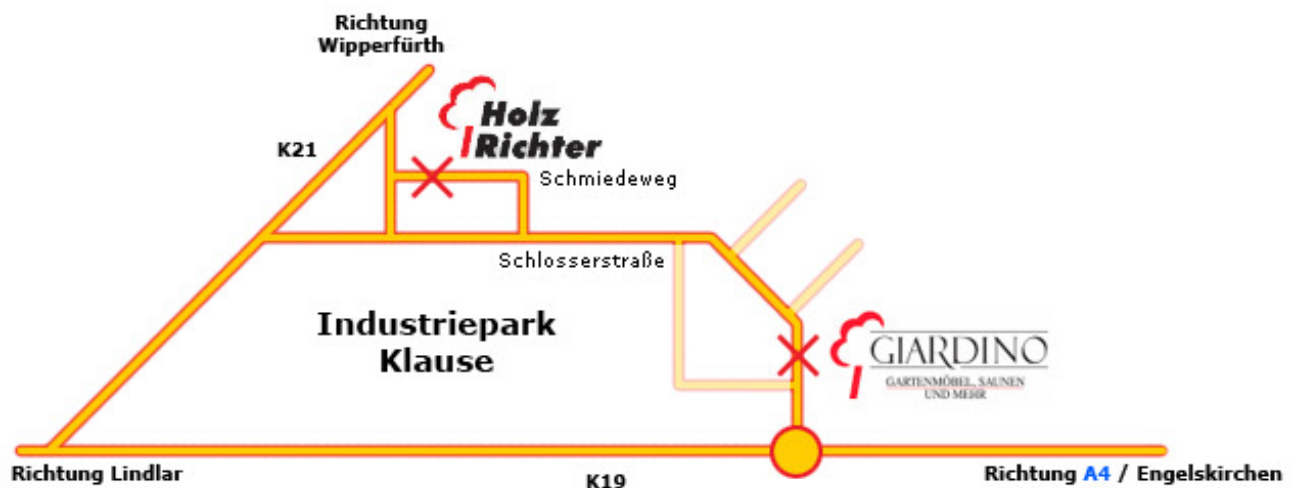 Richtung
Wipperfürth
Holz
Richter
K21
Schmiedeweg
Schlosserstraße
Industriepark
Klause
GIARDINO
GARTENMÖBEL, SAUNEN
UND MEHR
Richtung Lindlar
K19
Richtung A4 / Engelskirchen